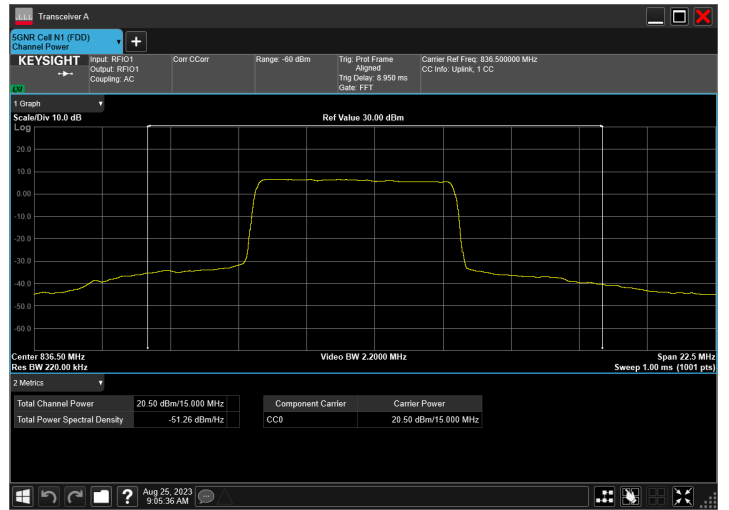 Transceiver A
5GNR Cell N1 (FDD)
Channel Power
KEYSIGHT
LXI
Input: RFIO1
Output: RFIO1
Coupling: AC
Corr CCorr
Range: -60 dBm
Trig: Prot Frame
Aligned
Trig Delay: 8.950 ms
Gate: FFT
Carrier Ref Freq: 836.500000 MHz
CC Info: Uplink, 1 CC
1 Graph
Scale/Div 10.0 dB
Ref Value 30.00 dBm
Log
20.0
10.0
0.00
-10.0
-20.0
-30.0
-40.0
-50.0
-60.0
Center 836.50 MHz
Video BW 2.2000 MHz
Span 22.5 MHz
Res BW 220.00 kHz
Sweep 1.00 ms (1001 pts)
2 Metrics
Total Channel Power 20.50 dBm/15.000 MHz
Total Power Spectral Density -51.26 dBm/Hz
Component Carrier Carrier Power
CC0 20.50 dBm/15.000 MHz
?
Aug 25, 2023
9:05:36 AM